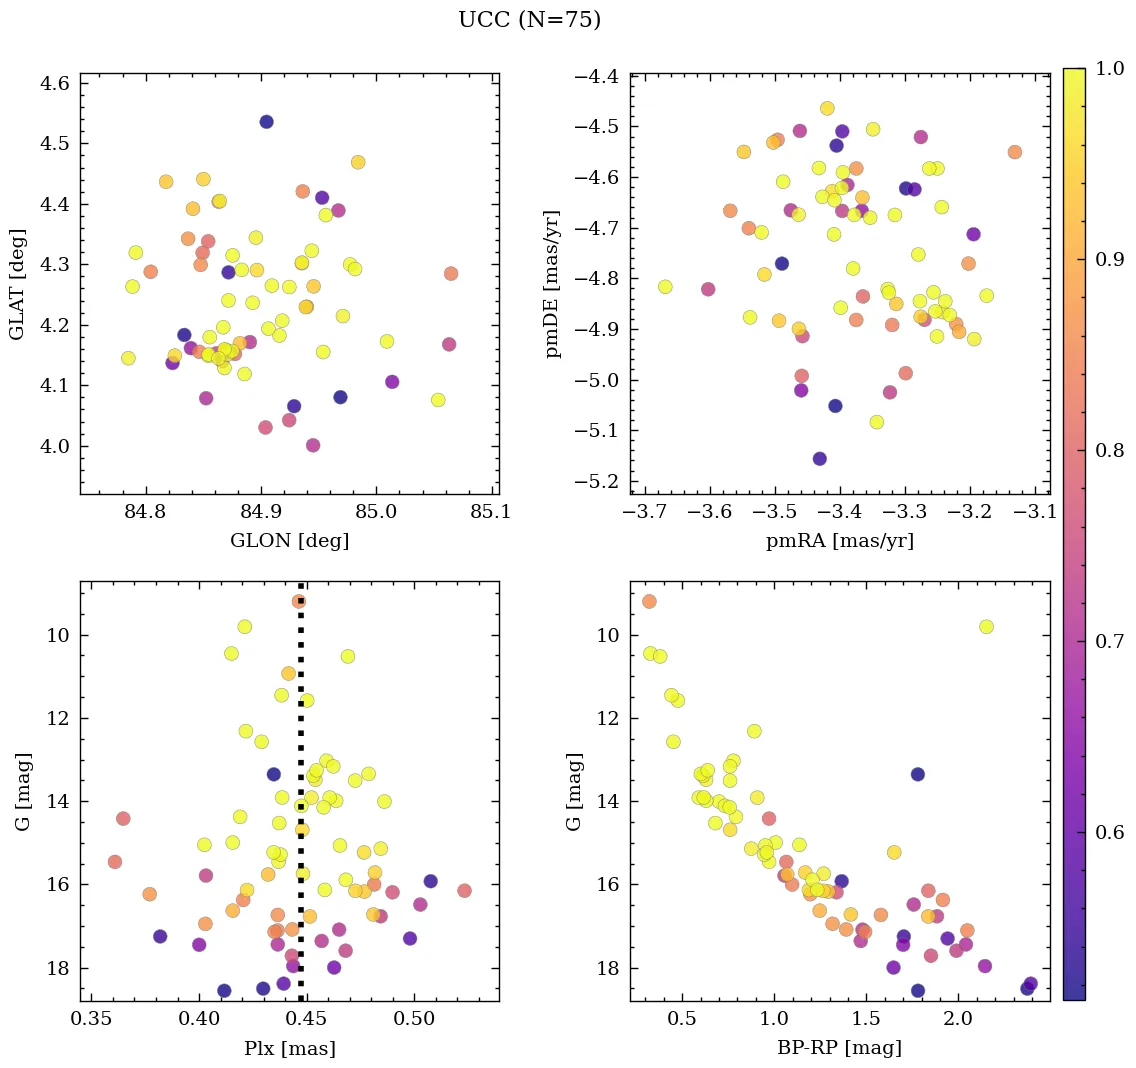 UCC (N=75)
4.6
4.5
4.4
4.3
4.2
4.1
4.0
GLAT [deg]
84.8 84.9 85.0 85.1
GLON [deg]
−4.4
−4.5
−4.6
−4.7
−4.8
−4.9
−5.0
−5.1
−5.2
pmDE [mas/yr]
−3.7 −3.6 −3.5 −3.4 −3.3 −3.2 −3.1
pmRA [mas/yr]
1.0
0.9
0.8
0.7
0.6
10
12
14
16
18
G [mag]
0.35 0.40 0.45 0.50
Plx [mas]
10
12
14
16
18
G [mag]
0.5 1.0 1.5 2.0
BP-RP [mag]